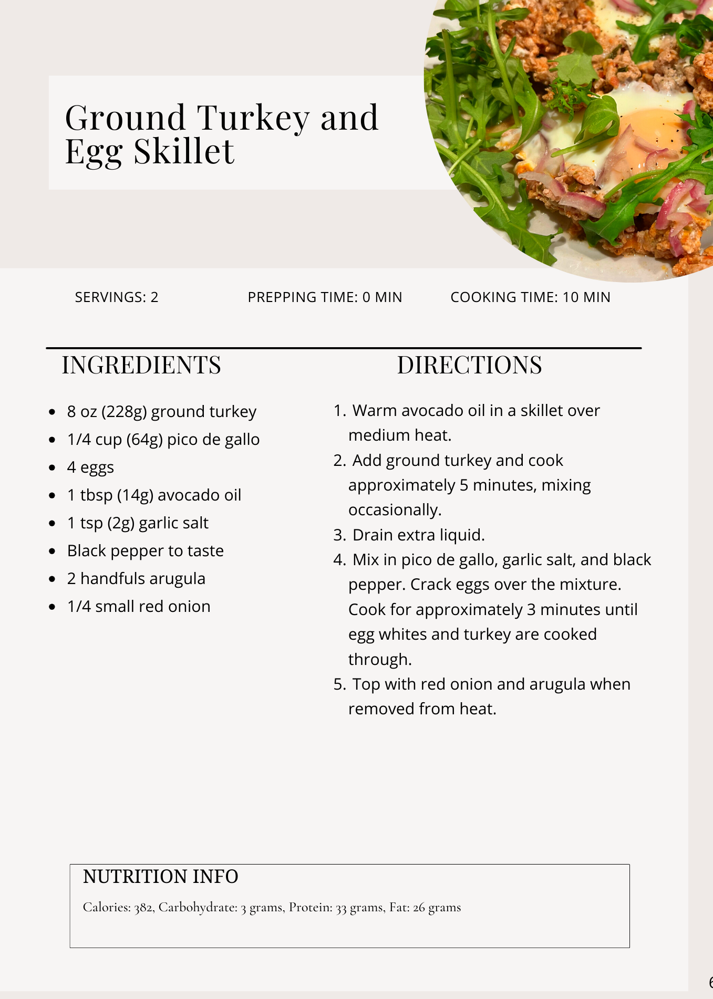 Ground Turkey and
Egg Skillet
SERVINGS: 2
PREPPING TIME: 0 MIN
COOKING TIME: 10 MIN
INGREDIENTS
• 8 oz (228g) ground turkey
• 1/4 cup (64g) pico de gallo
• 4 eggs
• 1 tbsp (14g) avocado oil
• 1 tsp (2g) garlic salt
• Black pepper to taste
• 2 handfuls arugula
• 1/4 small red onion
DIRECTIONS
1. Warm avocado oil in a skillet over
medium heat.
2. Add ground turkey and cook
approximately 5 minutes, mixing
occasionally.
3. Drain extra liquid.
4. Mix in pico de gallo, garlic salt, and black
pepper. Crack eggs over the mixture.
Cook for approximately 3 minutes until
egg whites and turkey are cooked
through.
5. Top with red onion and arugula when
removed from heat.
NUTRITION INFO
Calories: 382, Carbohydrate: 3 grams, Protein: 33 grams, Fat: 26 grams